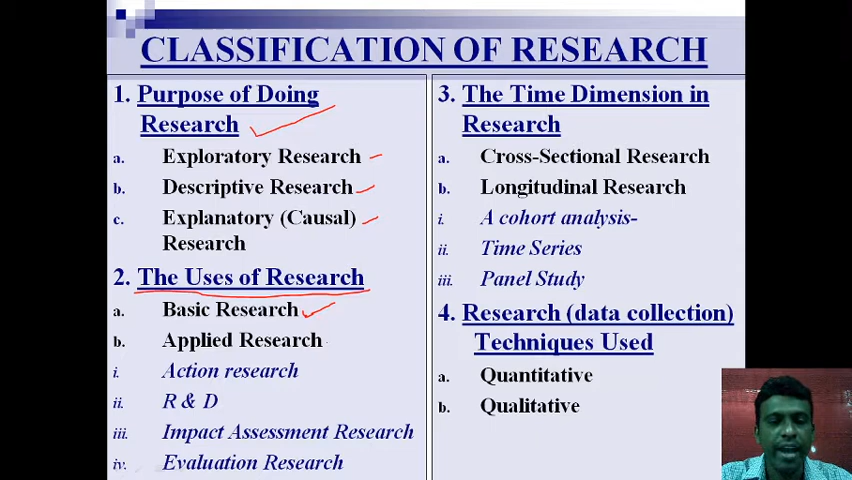 CLASSIFICATION OF RESEARCH
1. Purpose of Doing
Research
a. Exploratory Research
b. Descriptive Research
c. Explanatory (Causal)
Research
2. The Uses of Research
a. Basic Research
b. Applied Research
i. Action research
ii. R & D
iii. Impact Assessment Research
iv. Evaluation Research
3. The Time Dimension in
Research
a. Cross-Sectional Research
b. Longitudinal Research
i. A cohort analysis-
ii. Time Series
iii. Panel Study
4. Research (data collection)
Techniques Used
a. Quantitative
b. Qualitative